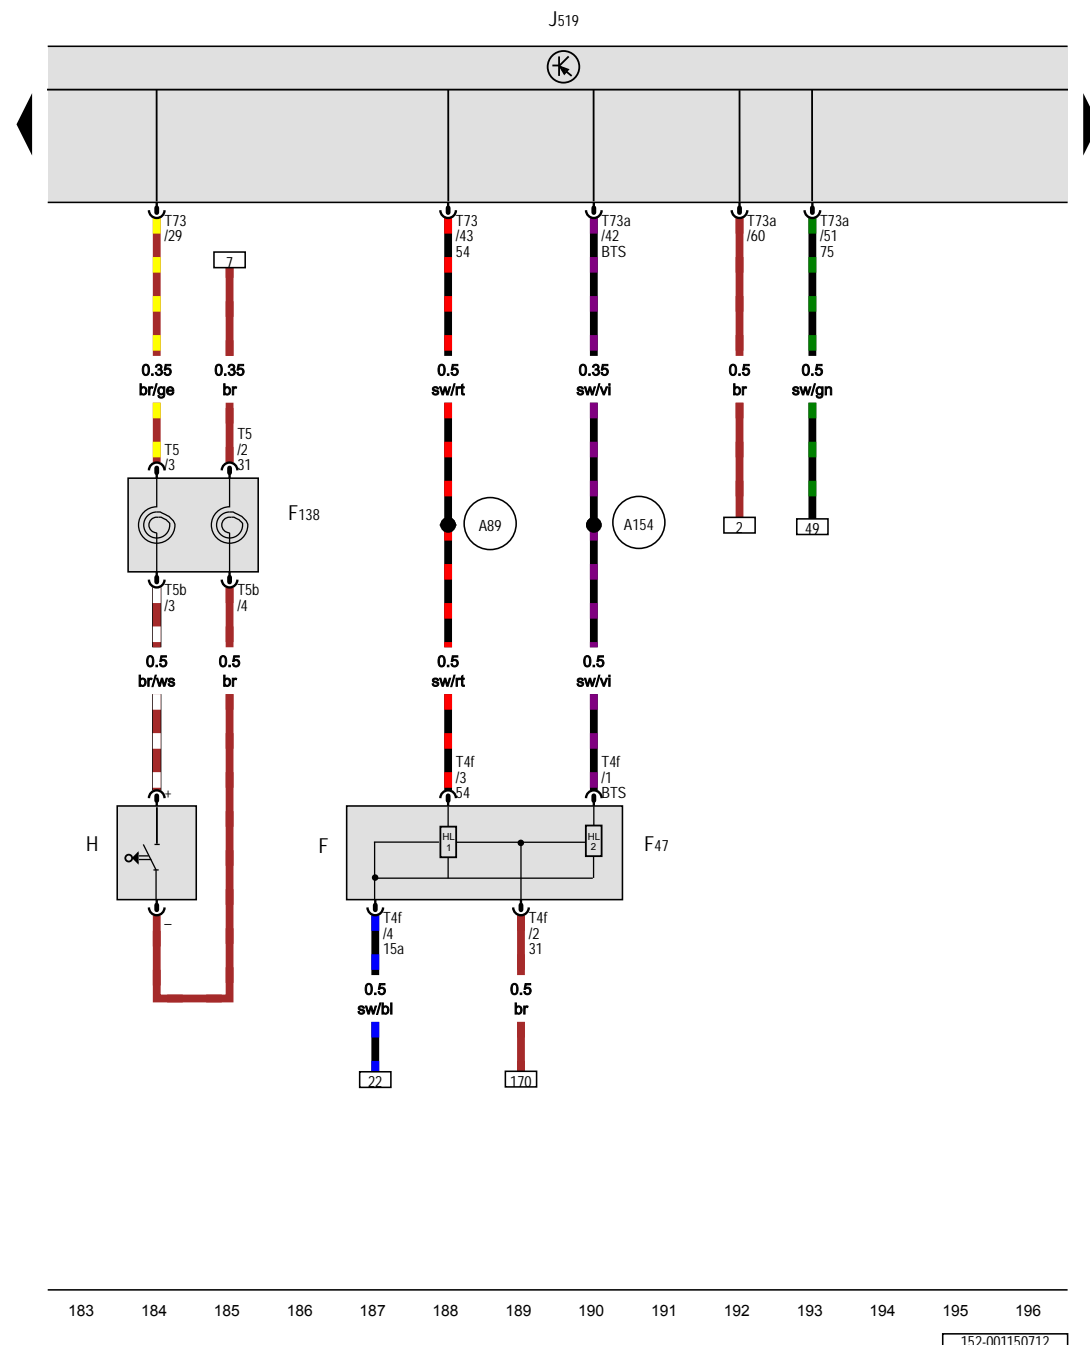 J519
T73
/29
T73
/43
54
T73a
/42
BTS
T73a
/60
T73a
/51
75
7
0.35
br/ge
0.35
br
0.5
sw/rt
0.35
sw/vi
0.5
br
0.5
sw/gn
T5
/3
T5
/2
31
F138
A89
A154
2
49
T5b
/3
T5b
/4
0.5
br/ws
0.5
br
0.5
sw/rt
0.5
sw/vi
+
T4f
/3
54
T4f
/1
BTS
H
F
HL
1
HL
2
F47
–
T4f
/4
15a
T4f
/2
31
0.5
sw/bl
0.5
br
22
170
183 184 185 186 187 188 189 190 191 192 193 194 195 196
152-001150712